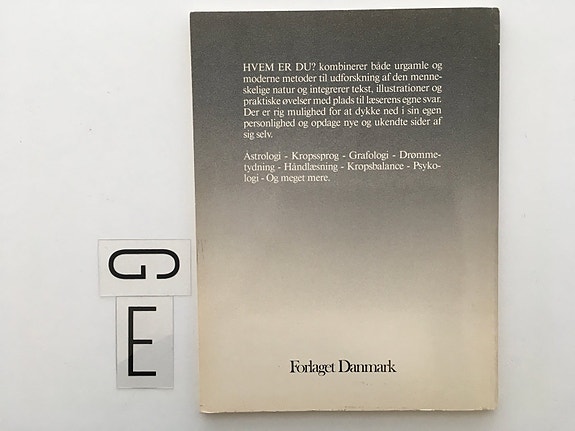 HVEM ER DU? kombinerer både urgamle og
moderne metoder til udforskning af den menne-
skelige natur og integrerer tekst, illustrationer og
praktiske øvelser med plads til læserens egne svar.
Der er rig mulighed for at dykke ned i sin egen
personlighed og opdage nye og ukendte sider af
sig selv.
Astrologi - Kropssprog - Grafologi - Drømme-
tydning - Håndlæsning - Kropsbalance - Psyko-
logi - Og meget mere.
G
E
Forlaget Danmark